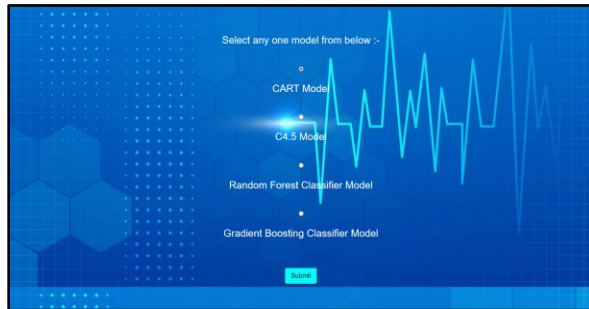 Select any one model from below :-
CART Model
C4.5 Model
Random Forest Classifier Model
Gradient Boosting Classifier Model
Submit